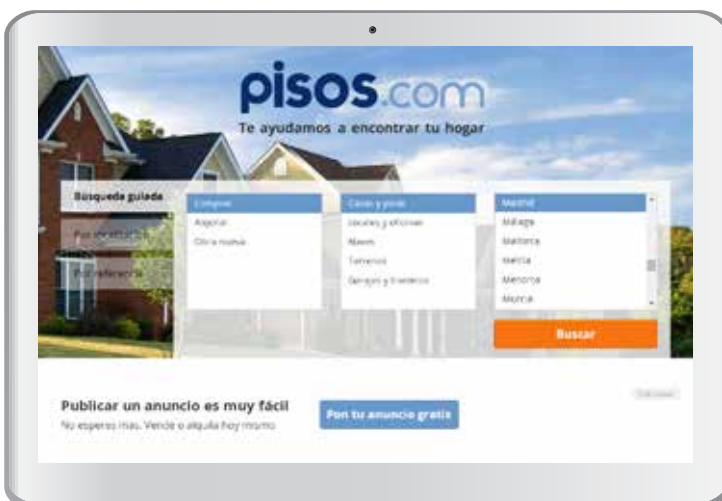 pisos.com
Te ayudamos a encontrar tu hogar
Búsqueda guiada
Por localización
Por referencia
Comprar
Alquilar
Obra nueva
Casas y pisos
Locales y oficinas
Naves
Terrenos
Garajes y trasteros
Madrid
Málaga
Mallorca
Melilla
Menorca
Murcia
Buscar
Publicar un anuncio es muy fácil
No esperes más. Vende o alquila hoy mismo
Pon tu anuncio gratis